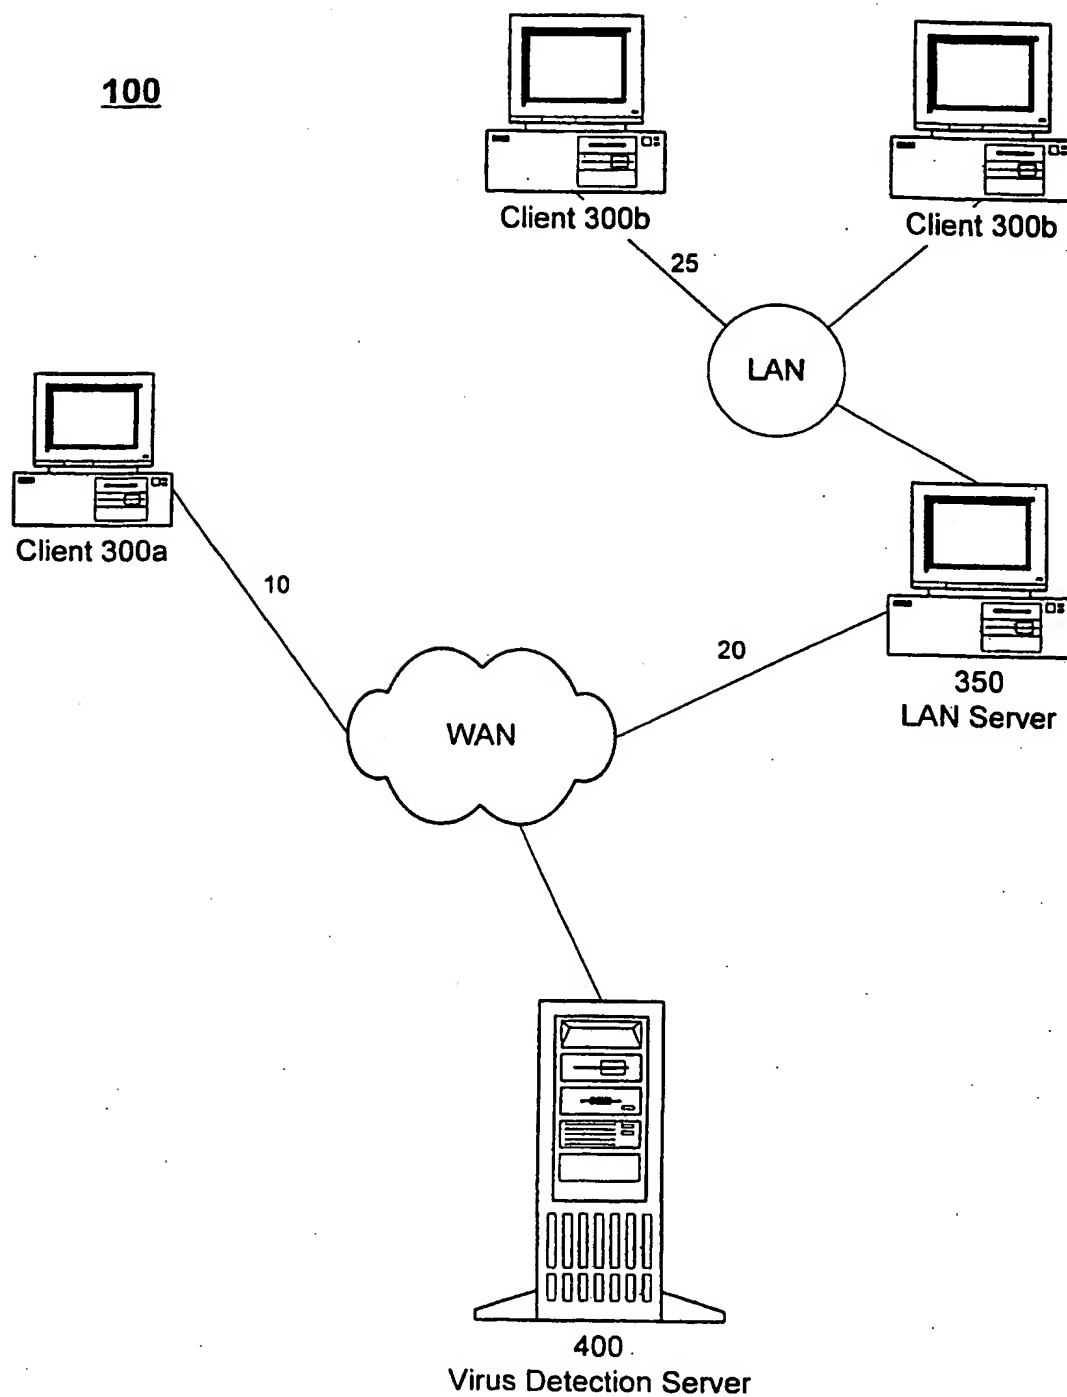 100
Client 300b
Client 300b
25
LAN
Client 300a
10
20
350
LAN Server
WAN
400
Virus Detection Server